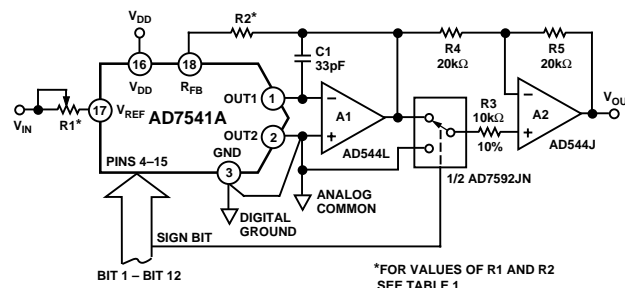 V_DD
R2*
C1
33pF
R4
20kΩ
R5
20kΩ
16
18
V_DD
R_FB
OUT1
1
17
V_REF
AD7541A
V_IN
R1*
OUT2
2
A1
AD544L
R3
10kΩ
10%
A2
AD544J
V_OU
PINS 4–15
GND
3
1/2 AD7592JN
DIGITAL
GROUND
ANALOG
COMMON
SIGN BIT
BIT 1 – BIT 12
*FOR VALUES OF R1 AND R2
SEE TABLE 1.